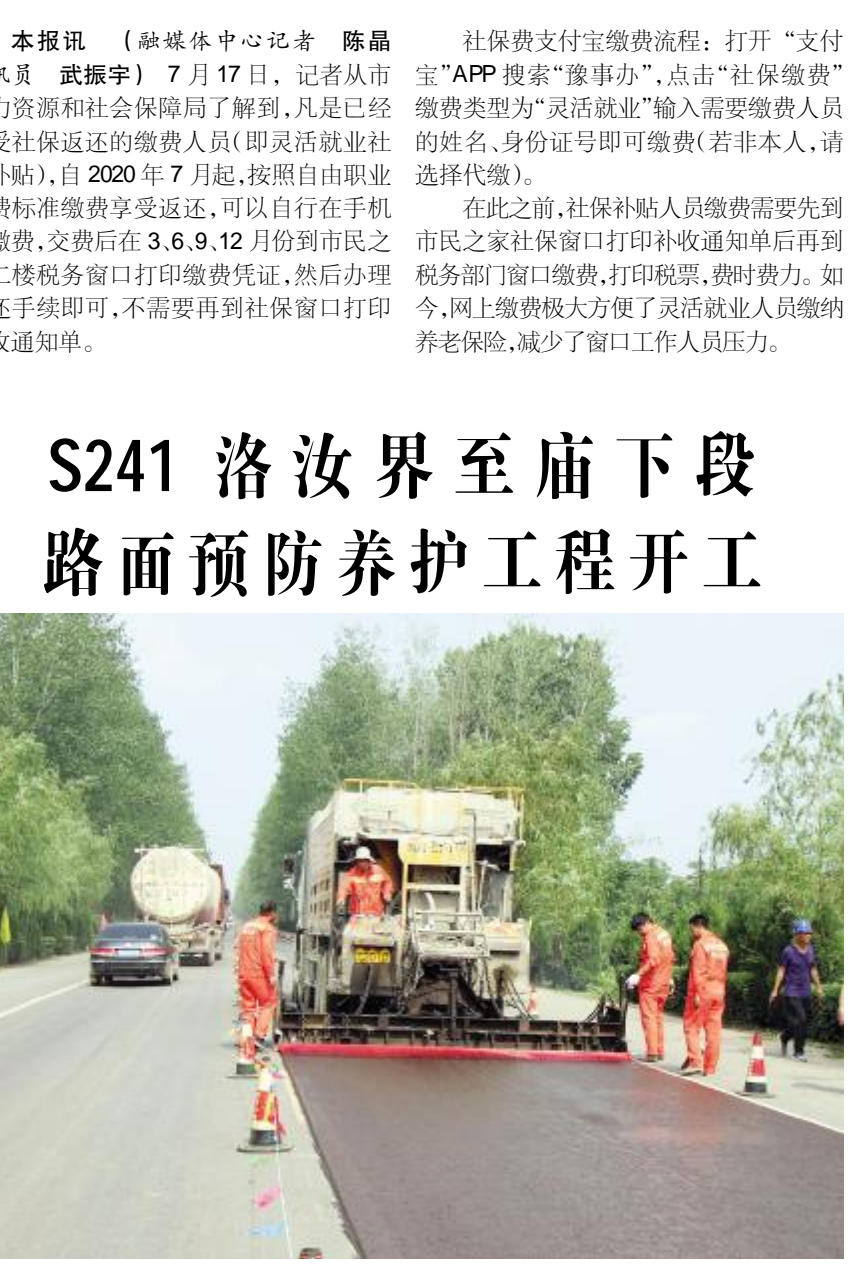 本报讯 （融媒体中心记者 陈晶
讯员 武振宇） 7 月 17 日，记者从市
力资源和社会保障局了解到,凡是已经
受社保返还的缴费人员(即灵活就业社
补贴),自 2020 年 7 月起,按照自由职业
费标准缴费享受返还,可以自行在手机
缴费,交费后在 3、6、9、12 月份到市民之
二楼税务窗口打印缴费凭证,然后办理
还手续即可,不需要再到社保窗口打印
收通知单。
社保费支付宝缴费流程：打开“支付
宝”APP 搜索“豫事办”,点击“社保缴费”
缴费类型为“灵活就业”输入需要缴费人员
的姓名、身份证号即可缴费(若非本人,请
选择代缴)。
在此之前,社保补贴人员缴费需要先到
市民之家社保窗口打印补收通知单后再到
税务部门窗口缴费,打印税票,费时费力。如
今,网上缴费极大方便了灵活就业人员缴纳
养老保险,减少了窗口工作人员压力。
S241 洛汝界至庙下段
路面预防养护工程开工